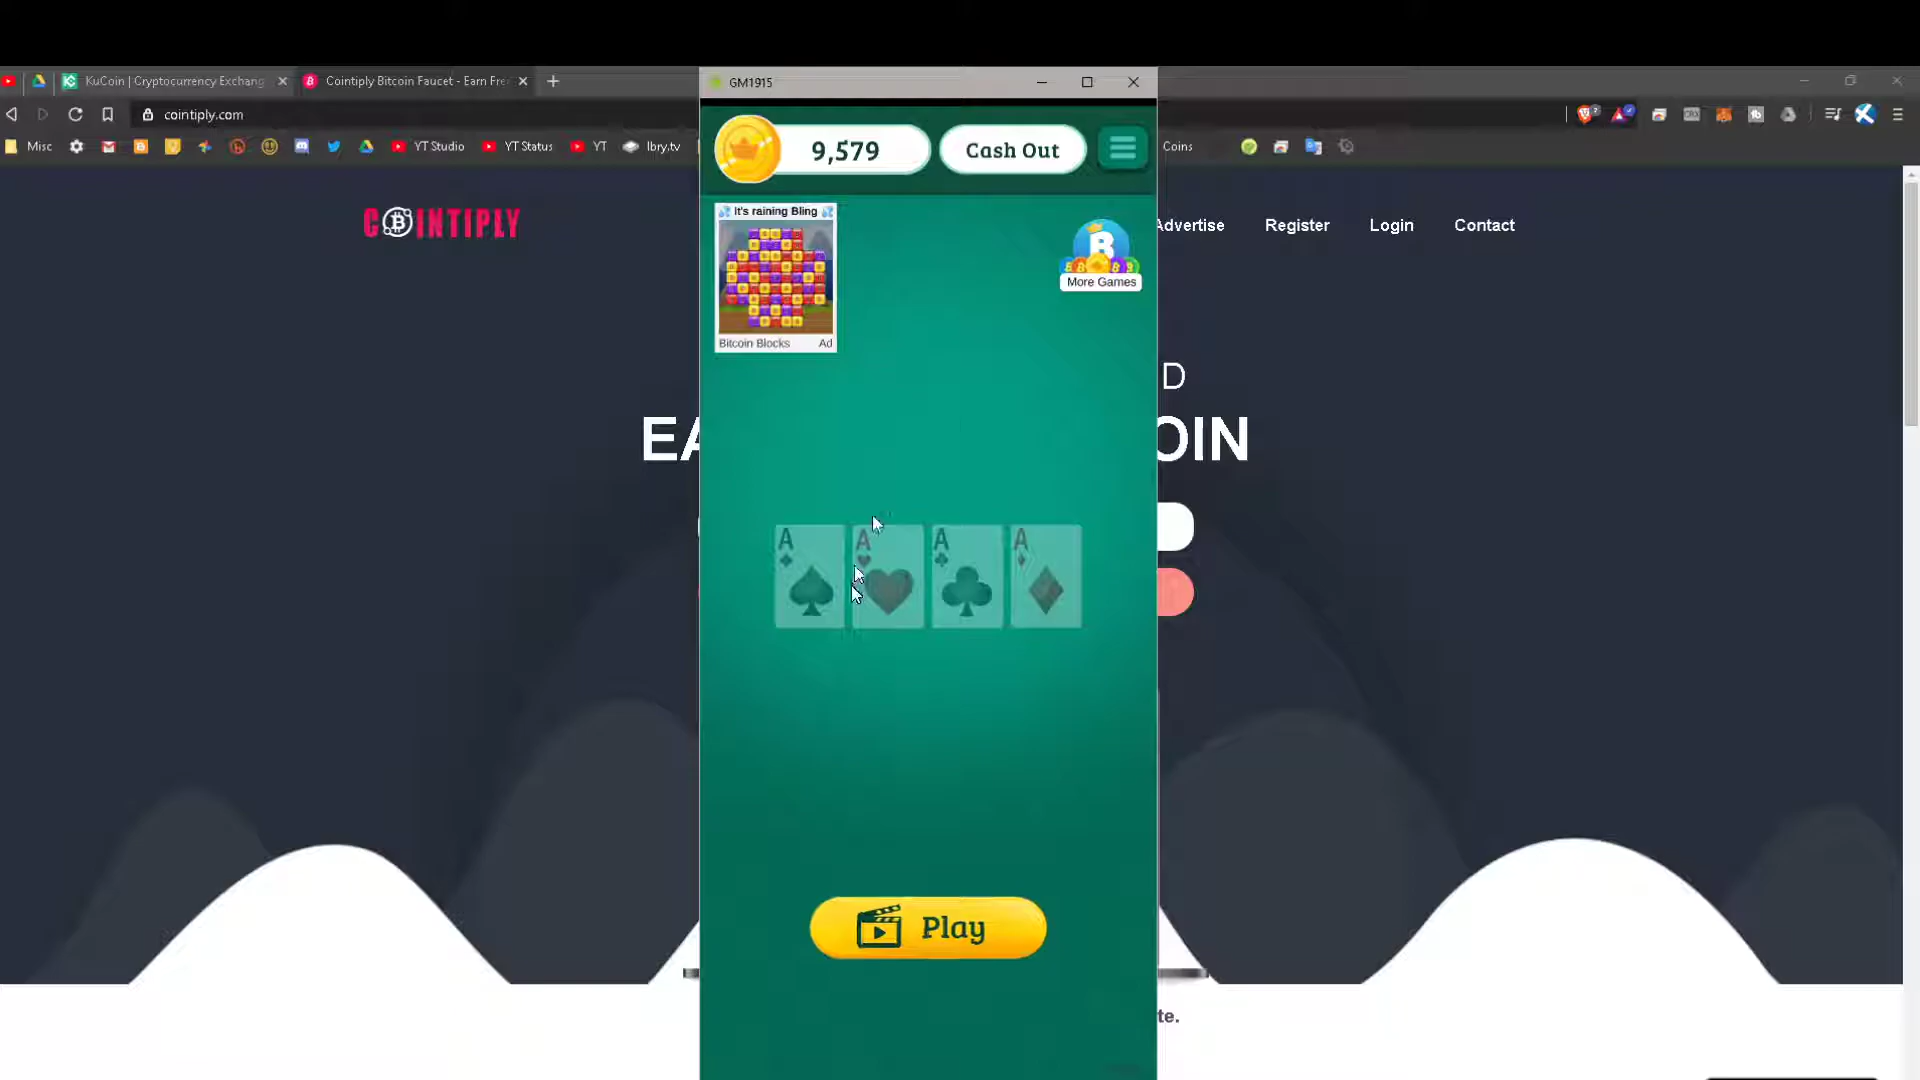 KuCoin | Cryptocurrency Exchang
Cointiply Bitcoin Faucet - Earn Fre
GM1915
cointiply.com
Misc
YT Studio
YT Status
YT
lbry.tv
Coins
9,579
Cash Out
COINTIPLY
Advertise
Register
Login
Contact
It's raining Bling
Bitcoin Blocks
Ad
More Games
D
EA
OIN
A
A
A
A
Play
te.